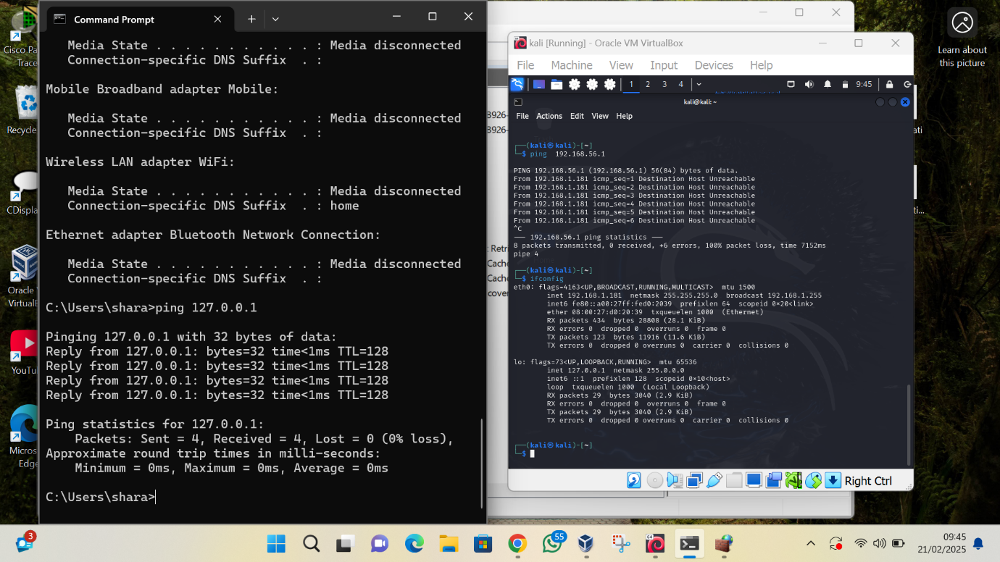 Command Prompt
Media State . . . . . . . . . . . : Media disconnected
Connection-specific DNS Suffix  . :
Mobile Broadband adapter Mobile:
Media State . . . . . . . . . . . : Media disconnected
Connection-specific DNS Suffix  . :
Wireless LAN adapter WiFi:
Media State . . . . . . . . . . . : Media disconnected
Connection-specific DNS Suffix  . : home
Ethernet adapter Bluetooth Network Connection:
Media State . . . . . . . . . . . : Media disconnected
Connection-specific DNS Suffix  . :
C:\Users\shara>ping 127.0.0.1
Pinging 127.0.0.1 with 32 bytes of data:
Reply from 127.0.0.1: bytes=32 time<1ms TTL=128
Reply from 127.0.0.1: bytes=32 time<1ms TTL=128
Reply from 127.0.0.1: bytes=32 time<1ms TTL=128
Reply from 127.0.0.1: bytes=32 time<1ms TTL=128
Ping statistics for 127.0.0.1:
Packets: Sent = 4, Received = 4, Lost = 0 (0% loss),
Approximate round trip times in milli-seconds:
Minimum = 0ms, Maximum = 0ms, Average = 0ms
C:\Users\shara>
kali [Running] - Oracle VM VirtualBox
File Machine View Input Devices Help
1 2 3 4 9:45
kali@kali: ~
File Actions Edit View Help
(kali㉿kali)-[~]
$ ping  192.168.56.1
PING 192.168.56.1 (192.168.56.1) 56(84) bytes of data.
From 192.168.1.181 icmp_seq=1 Destination Host Unreachable
From 192.168.1.181 icmp_seq=2 Destination Host Unreachable
From 192.168.1.181 icmp_seq=3 Destination Host Unreachable
From 192.168.1.181 icmp_seq=4 Destination Host Unreachable
From 192.168.1.181 icmp_seq=5 Destination Host Unreachable
From 192.168.1.181 icmp_seq=6 Destination Host Unreachable
^C
--- 192.168.56.1 ping statistics ---
8 packets transmitted, 0 received, +6 errors, 100% packet loss, time 7152ms
pipe 4
(kali㉿kali)-[~]
$ ifconfig
eth0: flags=4163<UP,BROADCAST,RUNNING,MULTICAST>  mtu 1500
inet 192.168.1.181  netmask 255.255.255.0  broadcast 192.168.1.255
inet6 fe80::a00:27ff:fed0:2039  prefixlen 64  scopeid 0×20<link>
ether 08:00:27:d0:20:39  txqueuelen 1000  (Ethernet)
RX packets 434  bytes 28808 (28.1 KiB)
RX errors 0  dropped 0  overruns 0  frame 0
TX packets 123  bytes 11916 (11.6 KiB)
TX errors 0  dropped 0 overruns 0  carrier 0  collisions 0
lo: flags=73<UP,LOOPBACK,RUNNING>  mtu 65536
inet 127.0.0.1  netmask 255.0.0.0
inet6 ::1  prefixlen 128  scopeid 0×10<host>
loop  txqueuelen 1000  (Local Loopback)
RX packets 29  bytes 3040 (2.9 KiB)
RX errors 0  dropped 0  overruns 0  frame 0
TX packets 29  bytes 3040 (2.9 KiB)
TX errors 0  dropped 0 overruns 0  carrier 0  collisions 0
(kali㉿kali)-[~]
$
Right Ctrl
Learn about
this picture
Cisco Pa
Trace
Recycle
CDispla
Oracle
VirtualB
YouTu
Micros
Edge
8926-
8926-
Retri
Cache
Cache
cover
ati
ti...
3
55
64
09:45
21/02/2025